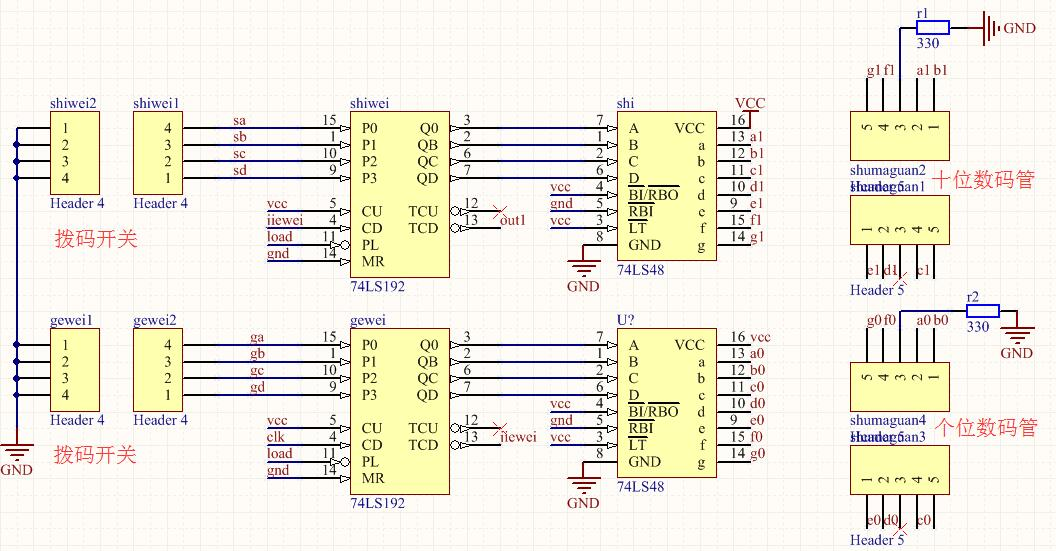 r1
GND
330
g1 f1 a1 b1
5 4 3 2 1
shumaguan2
十位数码管
1 2 3 4 5
e1 d1 c1
Header 5
shiwei2
1
2
3
4
Header 4
shiwei1
4
3
2
1
Header 4
拨码开关
sa
sb
sc
sd
shiwei
15 P0 Q0 3
1 P1 QB 2
10 P2 QC 6
9 P3 QD 7
vcc 5 CU TCU 12
4 CD TCD 13 out1
load 11 PL
gnd 14 MR
74LS192
shi
VCC
7 A VCC 16
1 B a 13 a1
2 C b 12 b1
6 D c 11 c1
vcc 4 BI/RBO d 10 d1
gnd 5 RBI e 9 e1
vcc 3 LT f 15 f1
8 GND g 14 g1
74LS48
GND
r2
330
GND
g0 f0 a0 b0
5 4 3 2 1
shumaguan4
个位数码管
1 2 3 4 5
e0 d0 c0
Header 5
gewei1
1
2
3
4
Header 4
gewei2
4
3
2
1
Header 4
GND
拨码开关
ga
gb
gc
gd
gewei
15 P0 Q0 3
1 P1 QB 2
10 P2 QC 6
9 P3 QD 7
vcc 5 CU TCU 12
clk 4 CD TCD 13
load 11 PL
gnd 14 MR
74LS192
U?
7 A VCC 16 vcc
1 B a 13 a0
2 C b 12 b0
6 D c 11 c0
vcc 4 BI/RBO d 10 d0
gnd 5 RBI e 9 e0
vcc 3 LT f 15 f0
8 GND g 14 g0
74LS48
GND